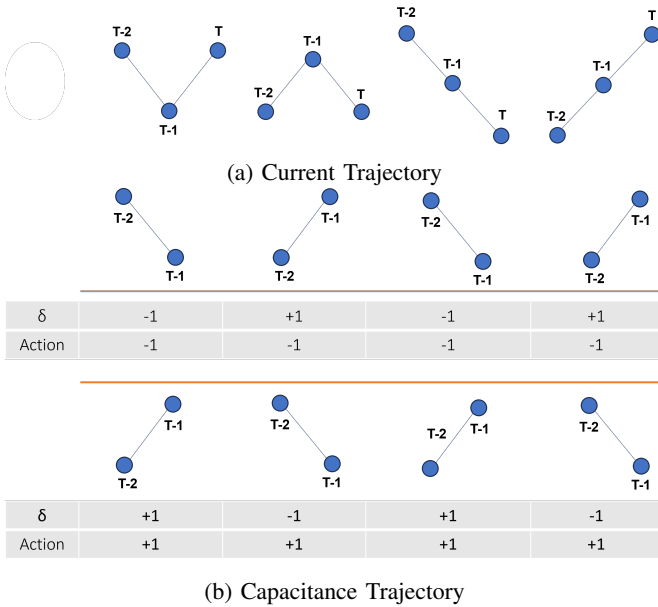 T-2 T T-1 T-2
T-1 T-2 T T-1 T T-1 T-2
(a) Current Trajectory
T-2 T-1 T-2 T-1
T-1 T-2 T-1 T-2
δ -1 +1 -1 +1
Action -1 -1 -1 -1
T-1 T-2 T-2 T-1 T-2
T-2 T-1 T-1
δ +1 -1 +1 -1
Action +1 +1 +1 +1
(b) Capacitance Trajectory